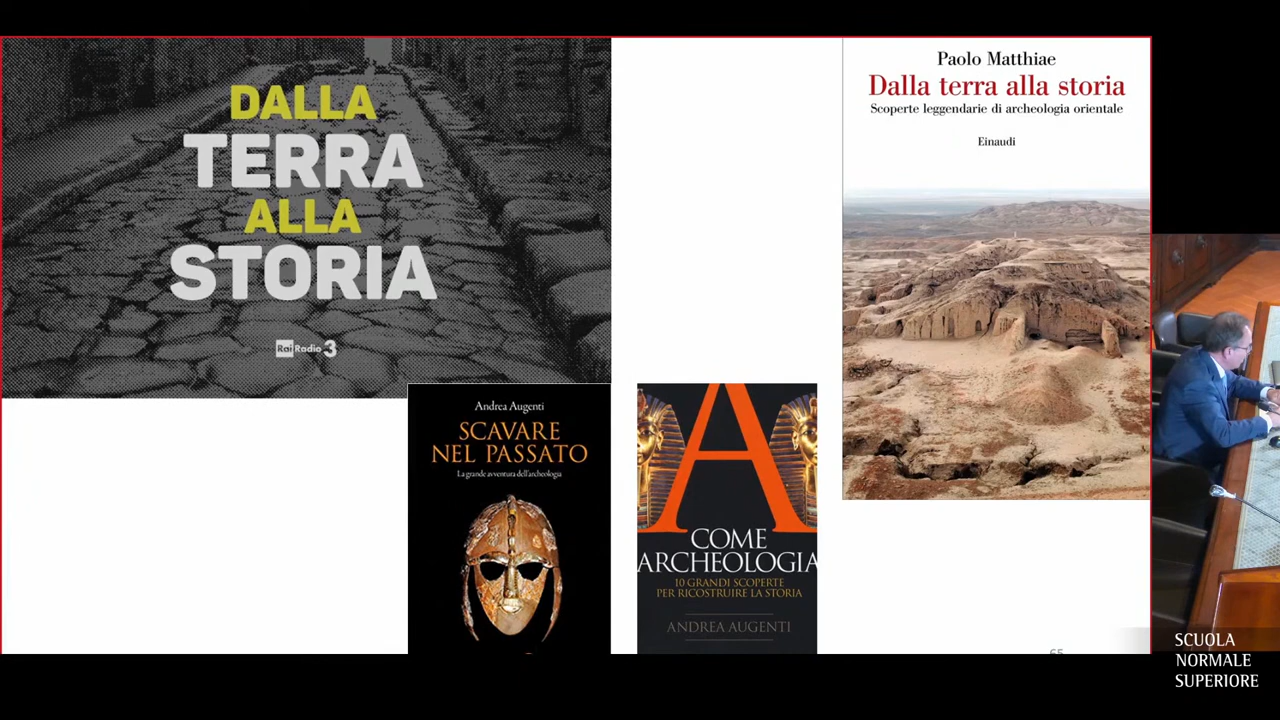 DALLA
TERRA
ALLA
STORIA
Rai Radio 3
Paolo Matthiae
Dalla terra alla storia
Scoperte leggendarie di archeologia orientale
Einaudi
Andrea Augenti
SCAVARE
NEL PASSATO
La grande avventura dell'archeologia
A
COME
ARCHEOLOGIA
10 GRANDI SCOPERTE
PER RICOSTRUIRE LA STORIA
ANDREA AUGENTI
65
SCUOLA
NORMALE
SUPERIORE